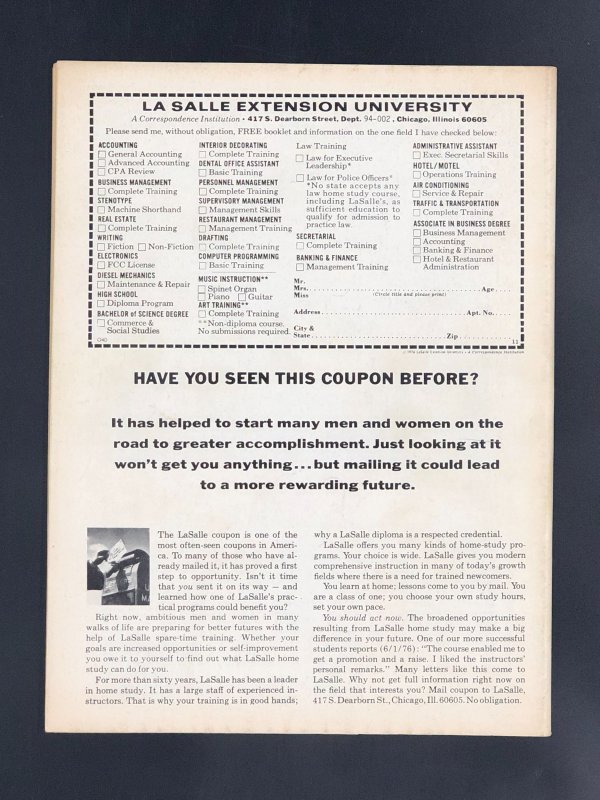 LA SALLE EXTENSION UNIVERSITY
A Correspondence Institution • 417 S. Dearborn Street, Dept. 94-002, Chicago, Illinois 60605
Please send me, without obligation, FREE booklet and information on the one field I have checked below:
ACCOUNTING
General Accounting
Advanced Accounting
CPA Review
BUSINESS MANAGEMENT
Complete Training
STENOTYPE
Machine Shorthand
REAL ESTATE
Complete Training
WRITING
Fiction Non-Fiction
ELECTRONICS
FCC License
DIESEL MECHANICS
Maintenance & Repair
HIGH SCHOOL
Diploma Program
BACHELOR of SCIENCE DEGREE
Commerce &
Social Studies
INTERIOR DECORATING
Complete Training
DENTAL OFFICE ASSISTANT
Basic Training
PERSONNEL MANAGEMENT
Complete Training
SUPERVISORY MANAGEMENT
Management Skills
RESTAURANT MANAGEMENT
Management Training
DRAFTING
Complete Training
COMPUTER PROGRAMMING
Basic Training
MUSIC INSTRUCTION**
Spinet Organ
Piano Guitar
ART TRAINING**
Complete Training
**Non-diploma course.
No submissions required.
Law Training
Law for Executive
Leadership*
Law for Police Officers*
*No state accepts any
law home study course,
including LaSalle's, as
sufficient education to
qualify for admission to
practice law.
SECRETARIAL
Complete Training
BANKING & FINANCE
Management Training
ADMINISTRATIVE ASSISTANT
Exec. Secretarial Skills
HOTEL/MOTEL
Operations Training
AIR CONDITIONING
Service & Repair
TRAFFIC & TRANSPORTATION
Complete Training
ASSOCIATE IN BUSINESS DEGREE
Business Management
Accounting
Banking & Finance
Hotel & Restaurant
Administration
Mr.
Mrs. Age
Miss (Circle title and please print)
Address Apt. No.
City &
State Zip
11
HAVE YOU SEEN THIS COUPON BEFORE?
It has helped to start many men and women on the
road to greater accomplishment. Just looking at it
won't get you anything...but mailing it could lead
to a more rewarding future.
The LaSalle coupon is one of the
most often-seen coupons in Ameri-
ca. To many of those who have al-
ready mailed it, it has proved a first
step to opportunity. Isn't it time
that you sent it on its way — and
learned how one of LaSalle's prac-
tical programs could benefit you?
Right now, ambitious men and women in many
walks of life are preparing for better futures with the
help of LaSalle spare-time training. Whether your
goals are increased opportunities or self-improvement
you owe it to yourself to find out what LaSalle home
study can do for you.
For more than sixty years, LaSalle has been a leader
in home study. It has a large staff of experienced in-
structors. That is why your training is in good hands;
why a LaSalle diploma is a respected credential.
LaSalle offers you many kinds of home-study pro-
grams. Your choice is wide. LaSalle gives you modern
comprehensive instruction in many of today's growth
fields where there is a need for trained newcomers.
You learn at home; lessons come to you by mail. You
are a class of one; you choose your own study hours,
set your own pace.
You should act now. The broadened opportunities
resulting from LaSalle home study may make a big
difference in your future. One of our more successful
students reports (6/1/76): "The course enabled me to
get a promotion and a raise. I liked the instructors'
personal remarks." Many letters like this come to
LaSalle. Why not get full information right now on
the field that interests you? Mail coupon to LaSalle,
417 S. Dearborn St., Chicago, Ill. 60605. No obligation.